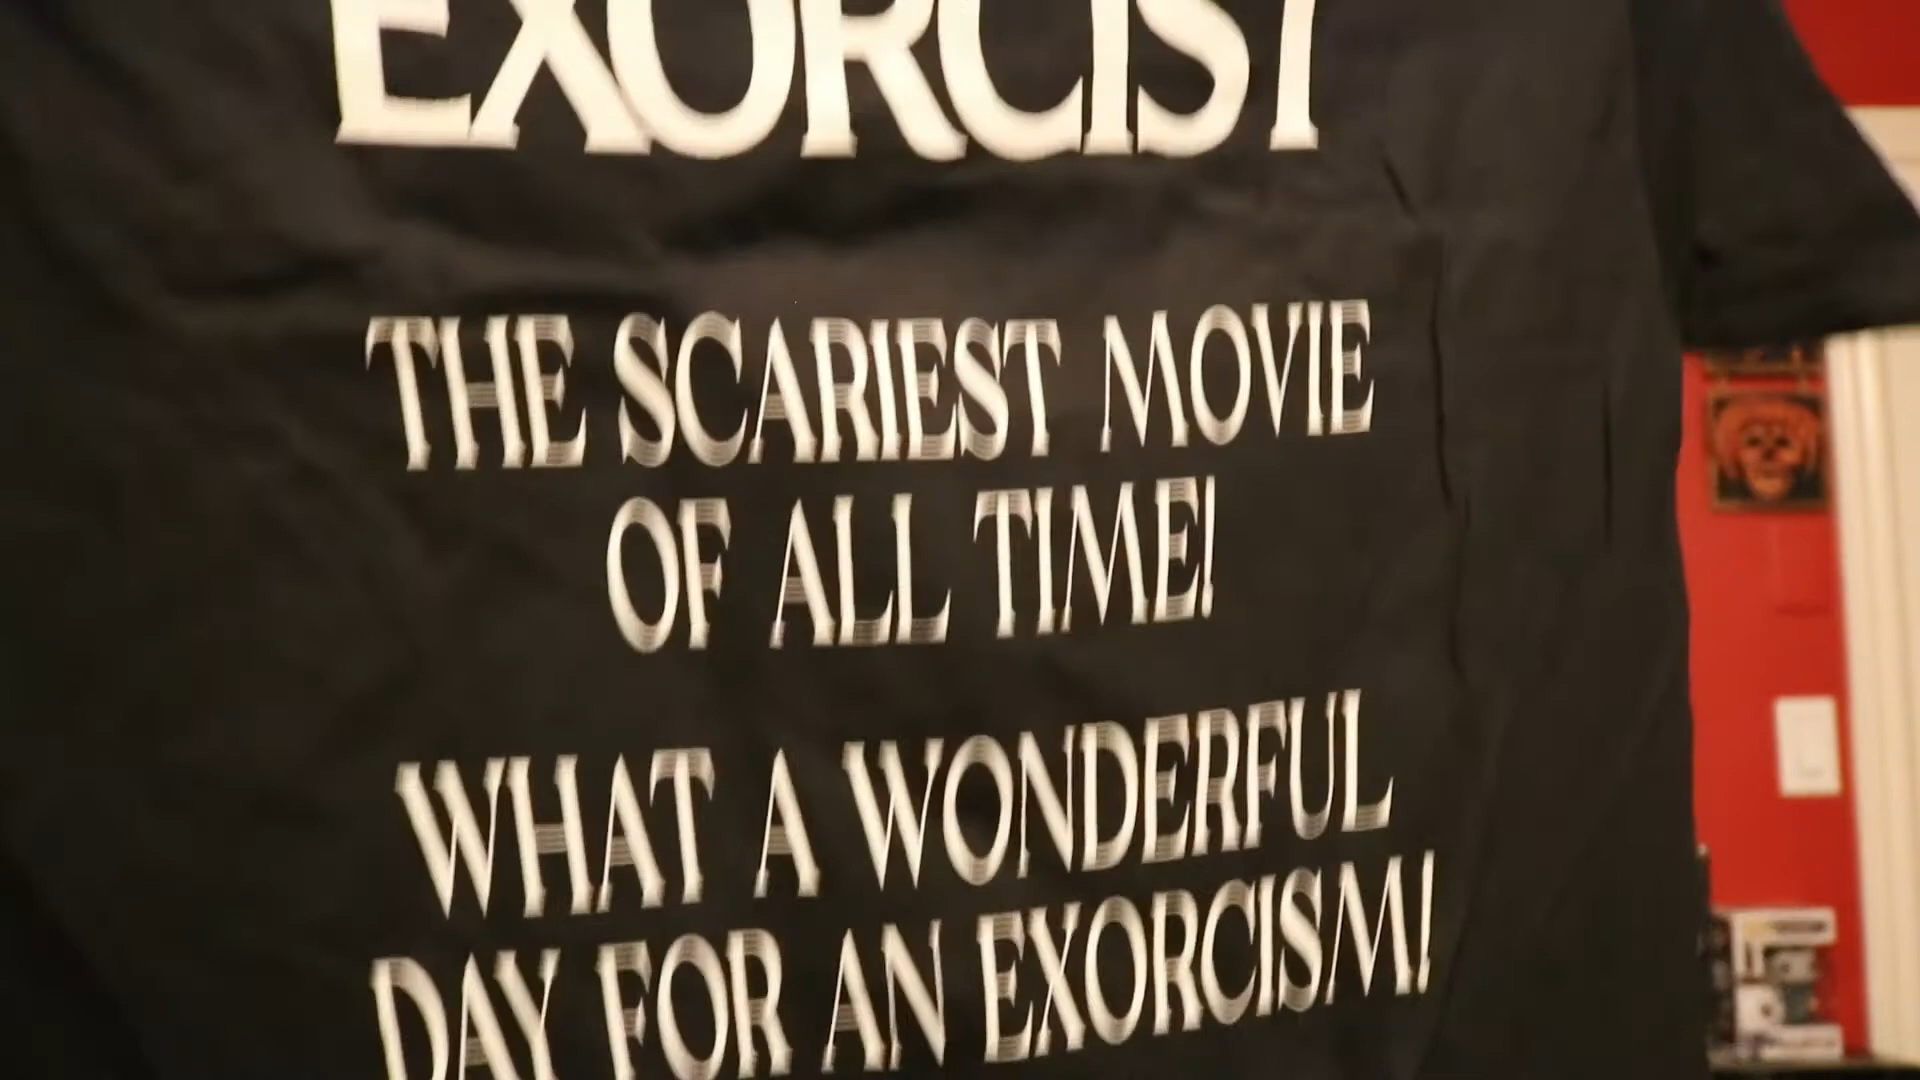 EXORCIST
THE SCARIEST MOVIE
OF ALL TIME!
WHAT A WONDERFUL
DAY FOR AN EXORCISM!